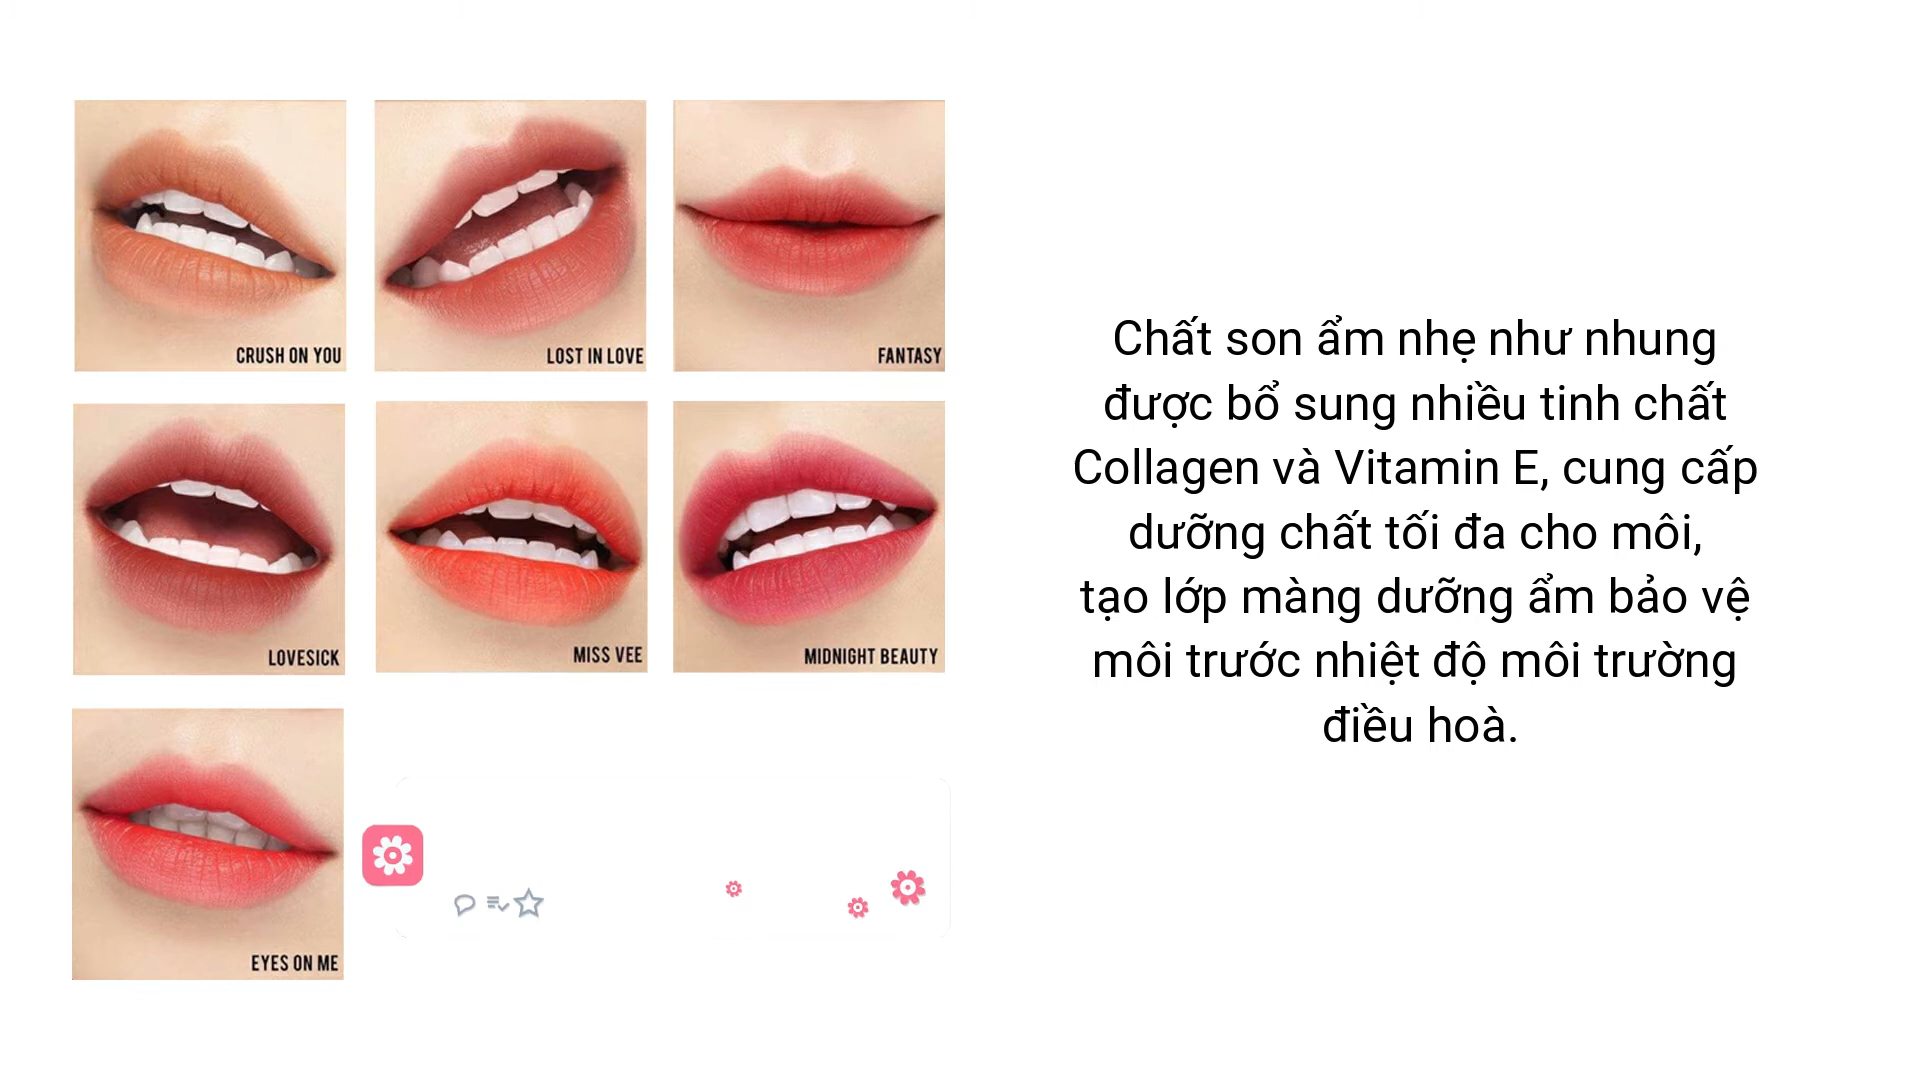 CRUSH ON YOU
LOST IN LOVE
FANTASY
LOVESICK
MISS VEE
MIDNIGHT BEAUTY
EYES ON ME
Chất son ẩm nhẹ như nhung
được bổ sung nhiều tinh chất
Collagen và Vitamin E, cung cấp
dưỡng chất tối đa cho môi,
tạo lớp màng dưỡng ẩm bảo vệ
môi trước nhiệt độ môi trường
điều hoà.